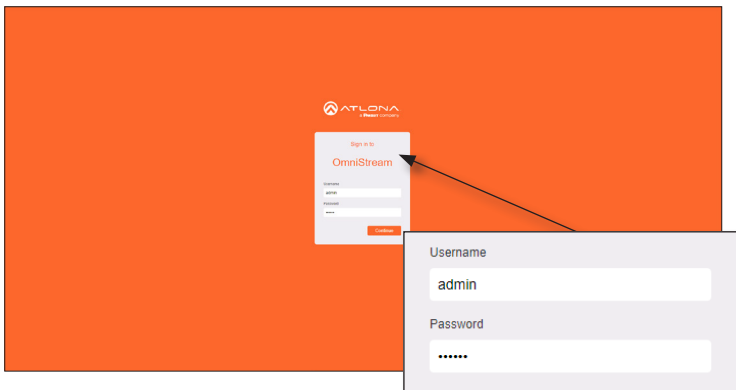 ATLONA
a PANDUIT company
Sign in to
OmniStream
Username
admin
Password
•••••
Continue
Username
admin
Password
••••••